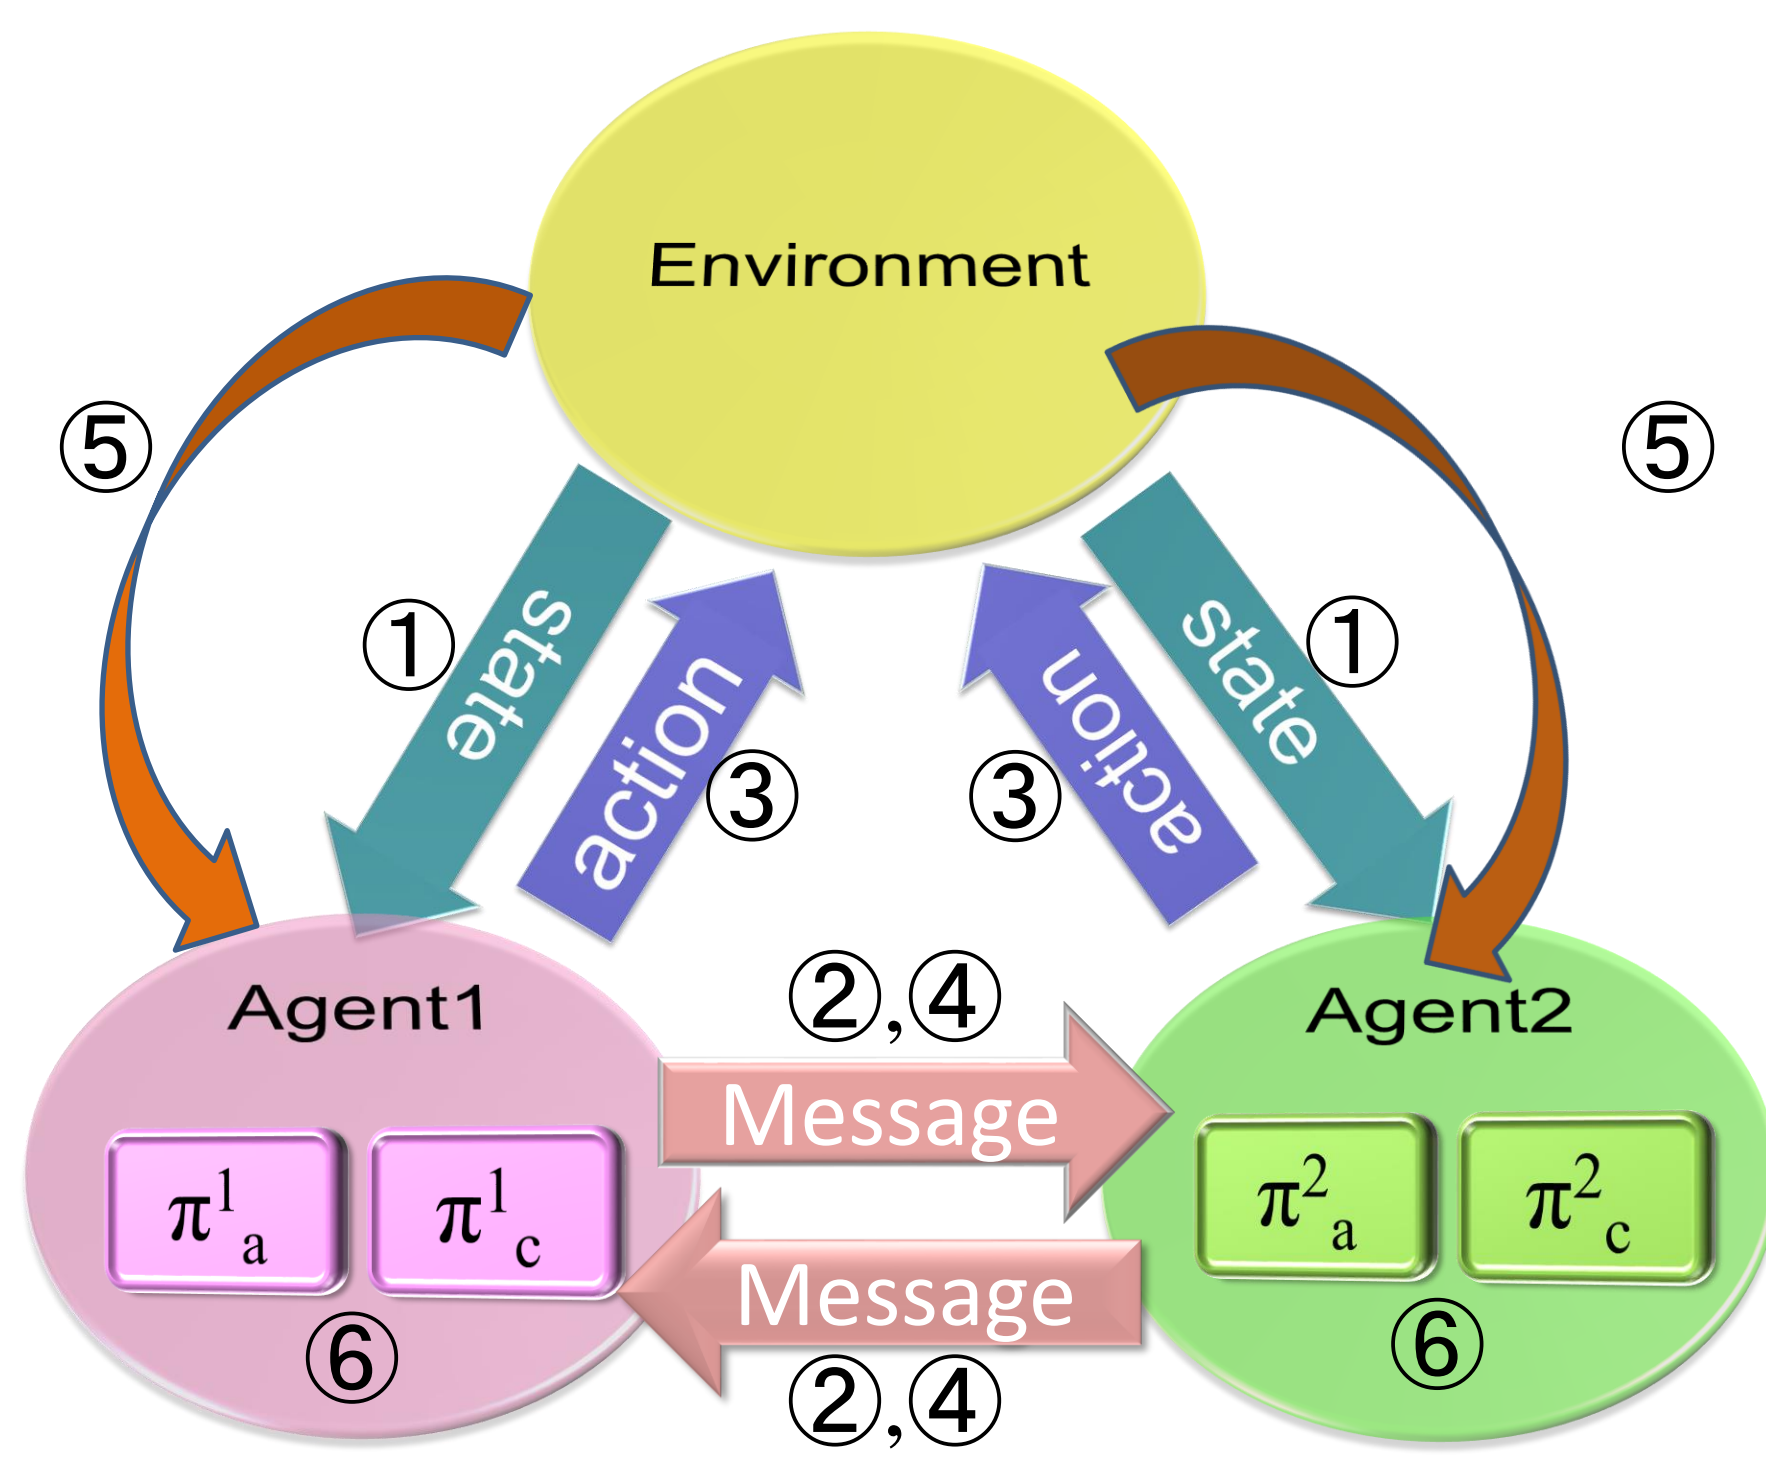 Environment
⑤
⑤
①
state
action
③
③
action
state
①
②,④
Message
Message
②,④
Agent1
π¹ₐ
π¹c
⑥
Agent2
π²ₐ
π²c
⑥